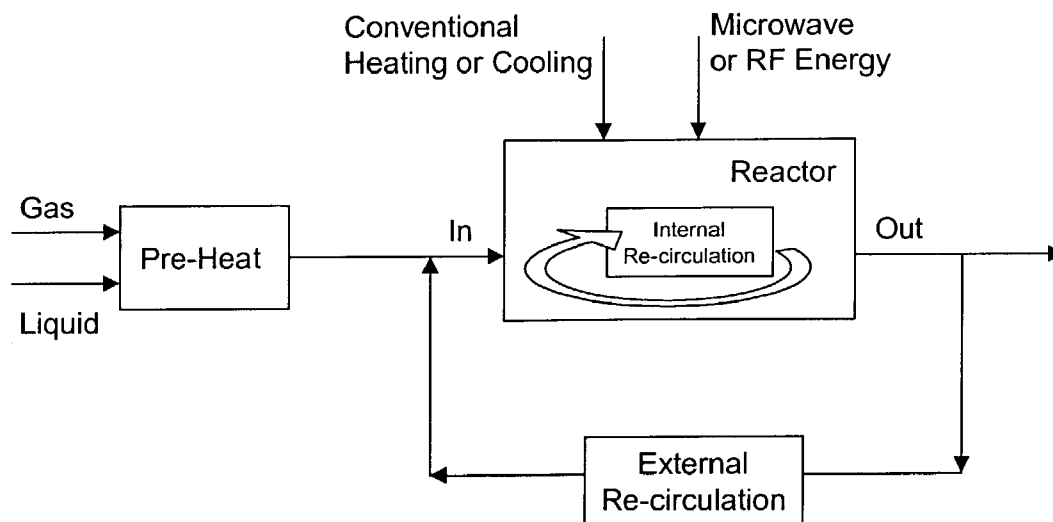 Conventional
Heating or Cooling
Microwave
or RF Energy
Reactor
Gas
Pre-Heat
Liquid
In
Internal
Re-circulation
Out
External
Re-circulation